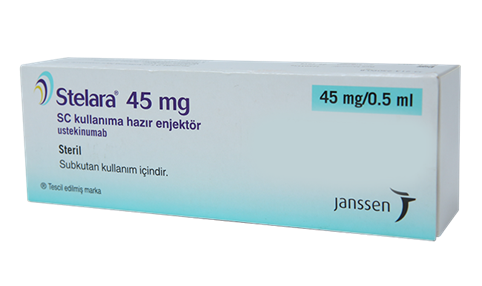 Stelara® 45 mg
45 mg/0.5 ml
SC kullanıma hazır enjektör
ustekinumab
Steril
Subkutan kullanım içindir.
® Tescil edilmiş marka
janssen